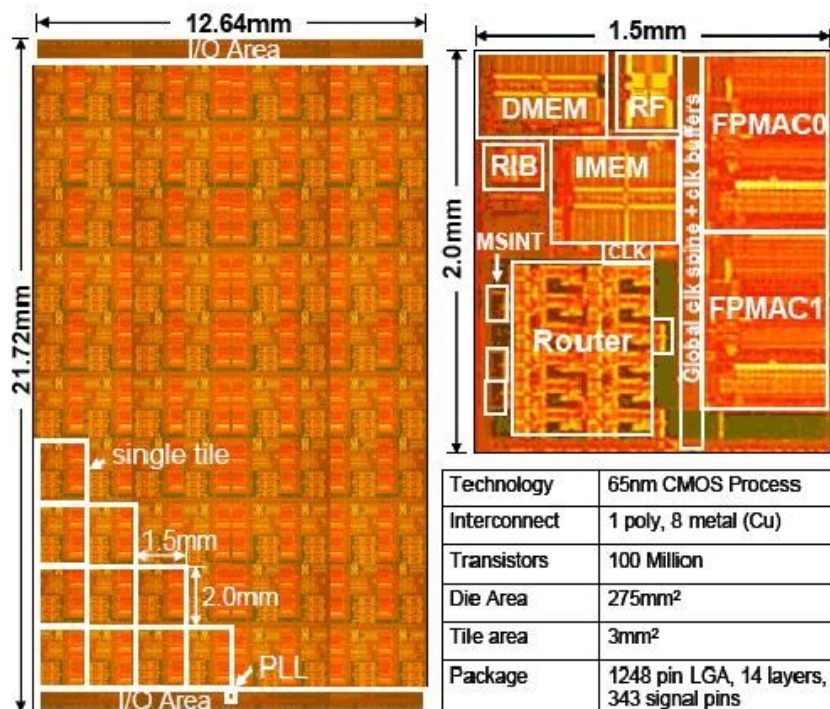 12.64mm
I/O Area
21.72mm
single tile
1.5mm
2.0mm
PLL
I/O Area
1.5mm
2.0mm
DMEM
RF
RIB
IMEM
MSINT
CLK
Router
Global clk spine + clk buffers
FPMAC0
FPMAC1
Technology 65nm CMOS Process
Interconnect 1 poly, 8 metal (Cu)
Transistors 100 Million
Die Area 275mm²
Tile area 3mm²
Package 1248 pin LGA, 14 layers,
343 signal pins